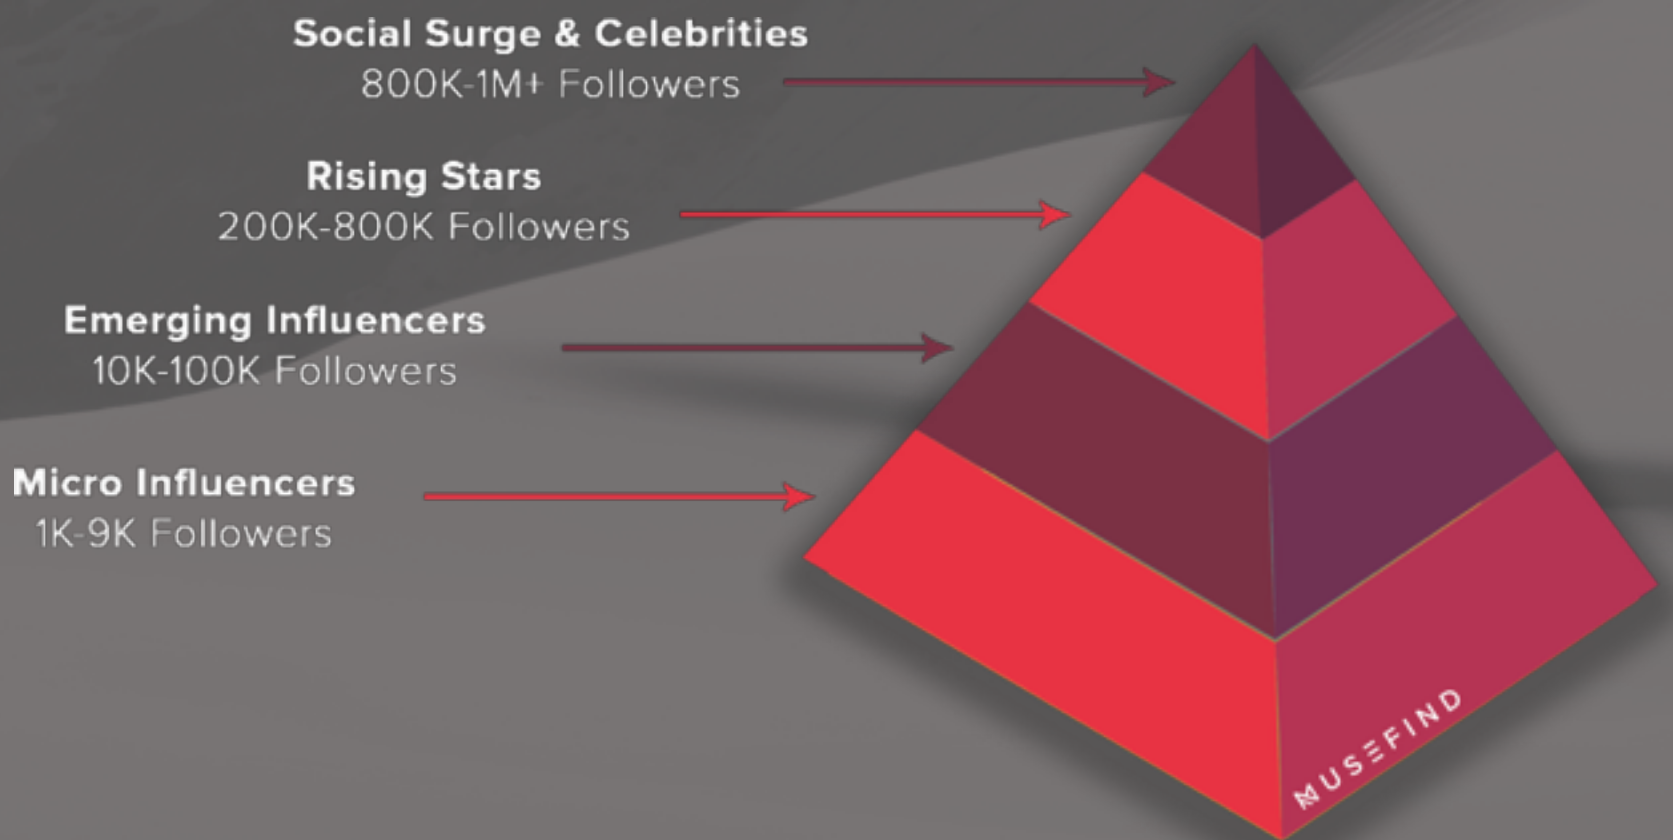 Social Surge & Celebrities
800K-1M+ Followers
Rising Stars
200K-800K Followers
Emerging Influencers
10K-100K Followers
Micro Influencers
1K-9K Followers
MUSEFIND